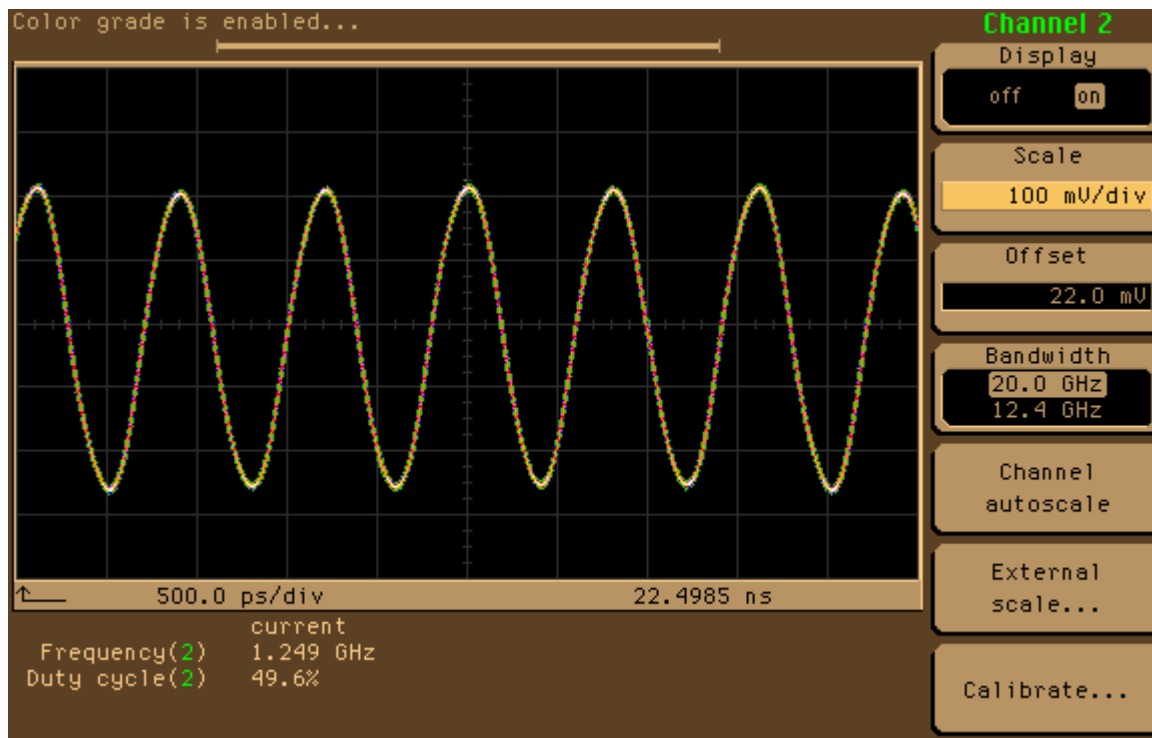 Color grade is enabled...
Channel 2
Display
off on
Scale
100 mV/div
Offset
22.0 mV
Bandwidth
20.0 GHz
12.4 GHz
Channel
autoscale
External
scale...
Calibrate...
500.0 ps/div 22.4985 ns
current
Frequency(2) 1.249 GHz
Duty cycle(2) 49.6%